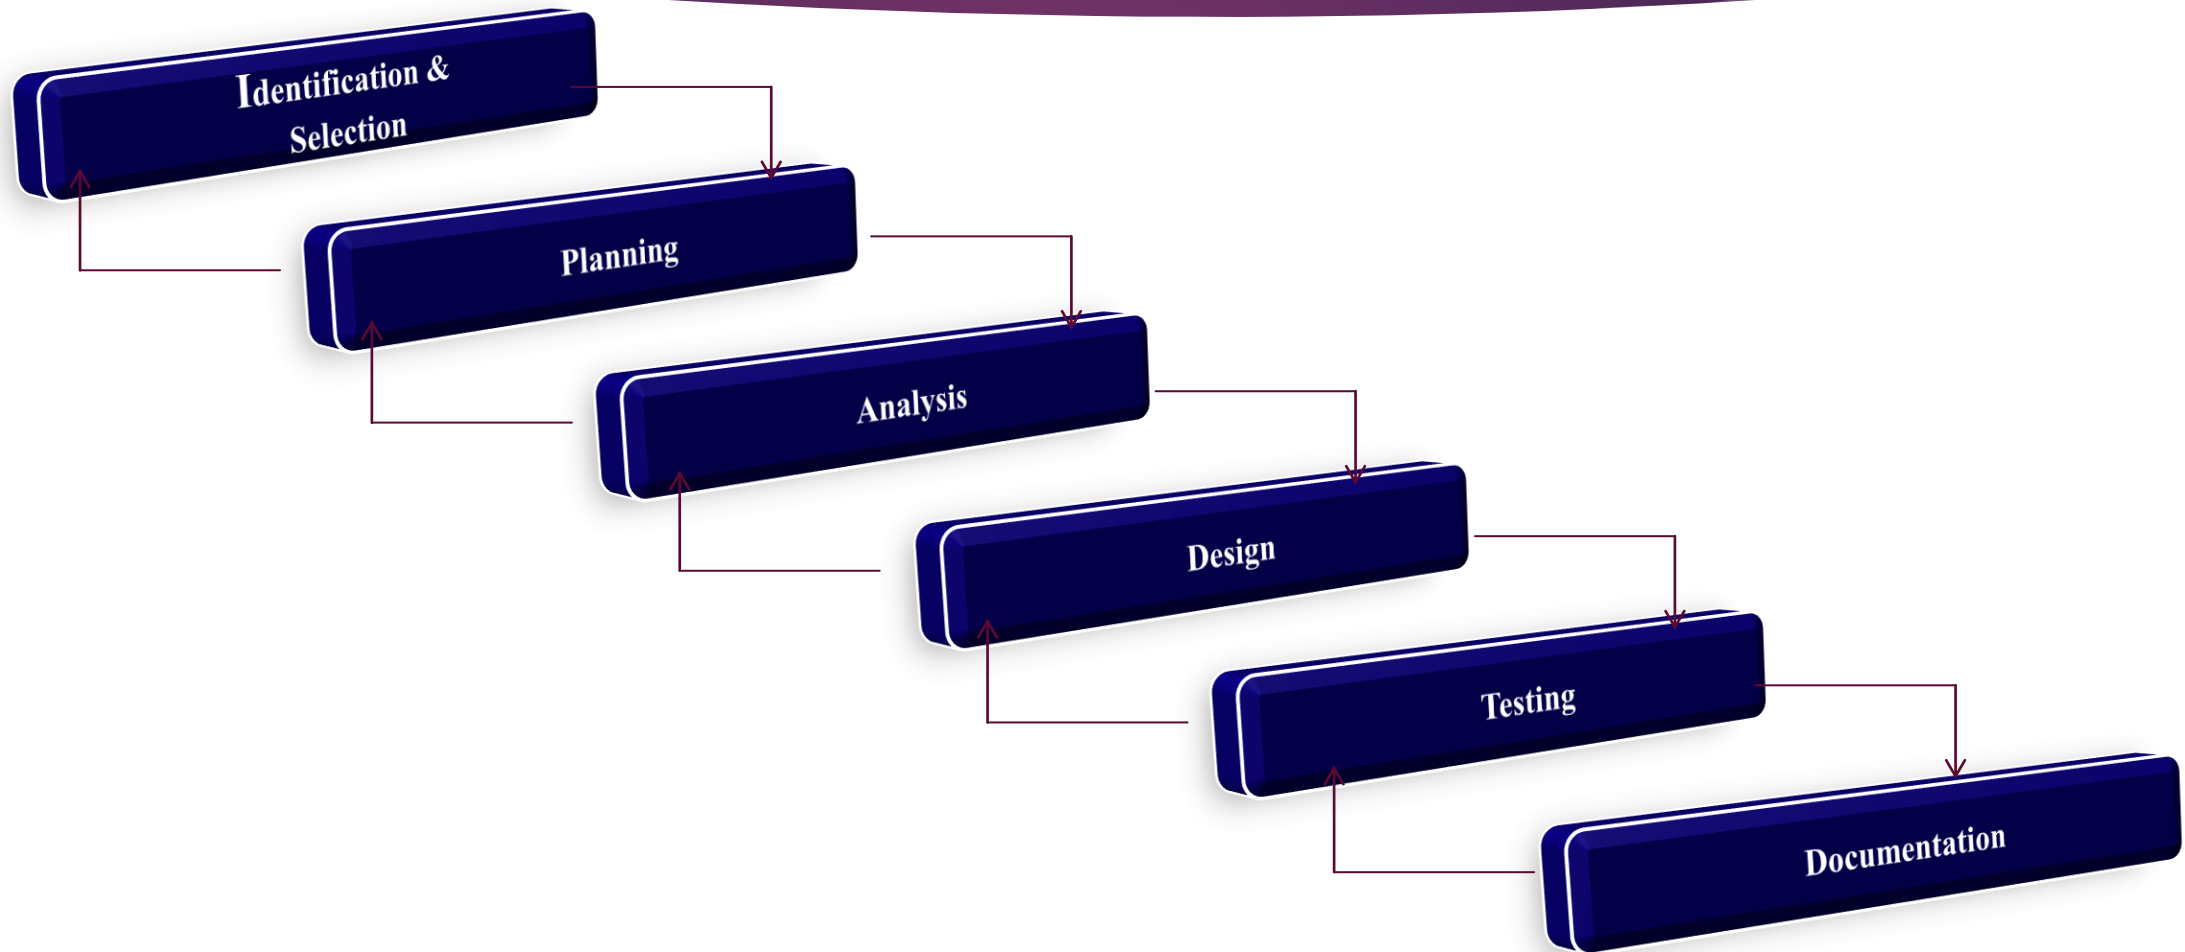 Identification &
Selection
Planning
Analysis
Design
Testing
Documentation